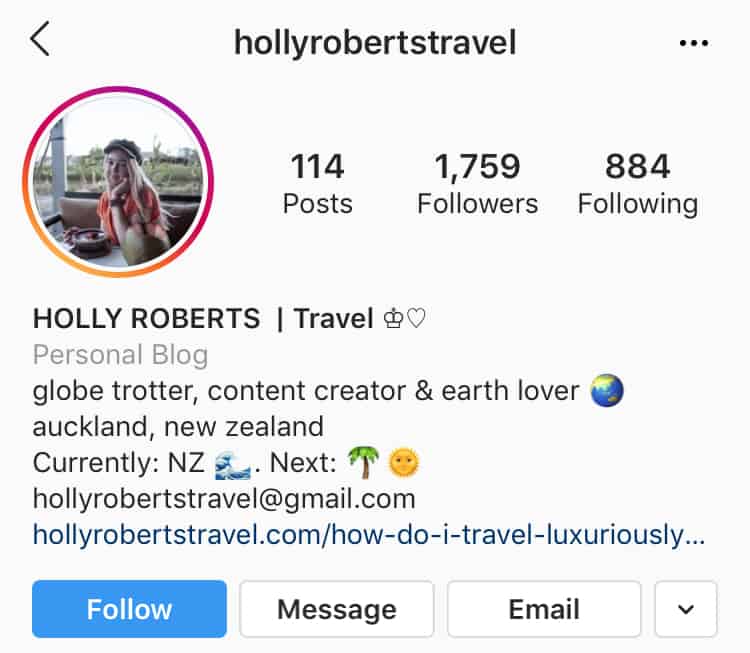 hollyrobertstravel
114 1,759 884
Posts Followers Following
HOLLY ROBERTS | Travel ♔♡
Personal Blog
globe trotter, content creator & earth lover 🌏
auckland, new zealand
Currently: NZ 🌊. Next: 🌴🌞
hollyrobertstravel@gmail.com
hollyrobertstravel.com/how-do-i-travel-luxuriously...
Follow Message Email